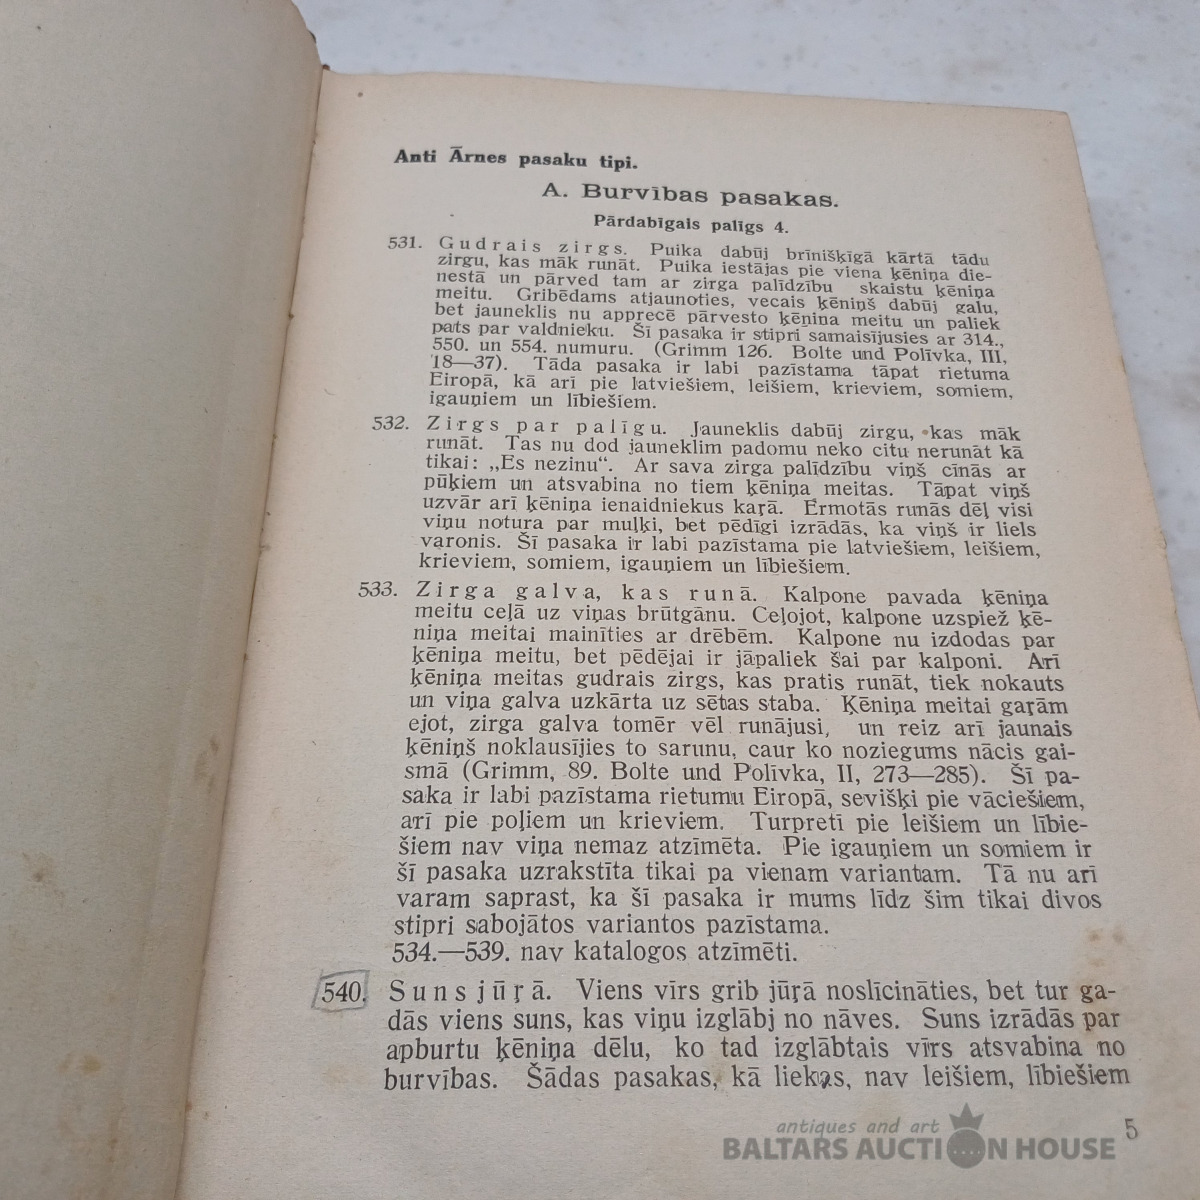 Anti Ārnes pasaku tipi.
A. Burvības pasakas.
Pārdabīgais palīgs 4.
531. Gudrais zirgs. Puika dabūj brīnišķīgā kārtā tādu
zirgu, kas māk runāt. Puika iestājas pie viena ķēniņa die-
nestā un pārved tam ar zirga palīdzību skaistu ķēniņa
meitu. Gribēdams atjaunoties, vecais ķēniņš dabūj galu,
bet jauneklis nu apprecē pārvesto ķēniņa meitu un paliek
pats par valdnieku. Šī pasaka ir stipri samaisījusies ar 314.,
550. un 554. numuru. (Grimm 126. Bolte und Polīvka, III,
18—37). Tāda pasaka ir labi pazīstama tāpat rietuma
Eiropā, kā arī pie latviešiem, leišiem, krieviem, somiem,
igauņiem un lībiešiem.
532. Zirgs par palīgu. Jauneklis dabūj zirgu, kas māk
runāt. Tas nu dod jauneklim padomu neko citu nerunāt kā
tikai: „Es nezinu“. Ar sava zirga palīdzību viņš cīnās ar
pūķiem un atsvabina no tiem ķēniņa meitas. Tāpat viņš
uzvār arī ķēniņa ienaidniekus kaŗā. Ērmotās runās dēļ visi
viņu notura par muļķi, bet pēdīgi izrādās, ka viņš ir liels
varonis. Šī pasaka ir labi pazīstama pie latviešiem, leišiem,
krieviem, somiem, igauņiem un lībiešiem.
533. Zirga galva, kas runā. Kalpone pavada ķēniņa
meitu ceļā uz viņas brūtgānu. Ceļojot, kalpone uzspiež ķē-
niņa meitai mainīties ar drēbēm. Kalpone nu izdodas par
ķēniņa meitu, bet pēdējai ir jāpaliek šai par kalponi. Arī
ķēniņa meitas gudrais zirgs, kas pratis runāt, tiek nokauts
un viņa galva uzkārta uz sētas staba. Ķēniņa meitai gaŗām
ejot, zirga galva tomēr vēl runājusi, un reiz arī jaunais
ķēniņš noklausījies to sarunu, caur ko noziegums nācis gai-
smā (Grimm, 89. Bolte und Polīvka, II, 273—285). Šī pa-
saka ir labi pazīstama rietumu Eiropā, sevišķi pie vāciešiem,
arī pie poļiem un krieviem. Turpretī pie leišiem un lībie-
šiem nav viņa nemaz atzīmēta. Pie igauņiem un somiem ir
šī pasaka uzrakstīta tikai pa vienam variantam. Tā nu arī
varam saprast, ka šī pasaka ir mums līdz šim tikai divos
stipri sabojātos variantos pazīstama.
534.—539. nav katalogos atzīmēti.
540. Suns jūŗā. Viens vīrs grib jūŗā noslīcināties, bet tur ga-
dās viens suns, kas viņu izglābj no nāves. Suns izrādās par
apburtu ķēniņa dēlu, ko tad izglābtais vīrs atsvabina no
burvības. Šādas pasakas, kā liekas, nav leišiem, lībiešiem
5
antiques and art
BALTARS AUCTION HOUSE